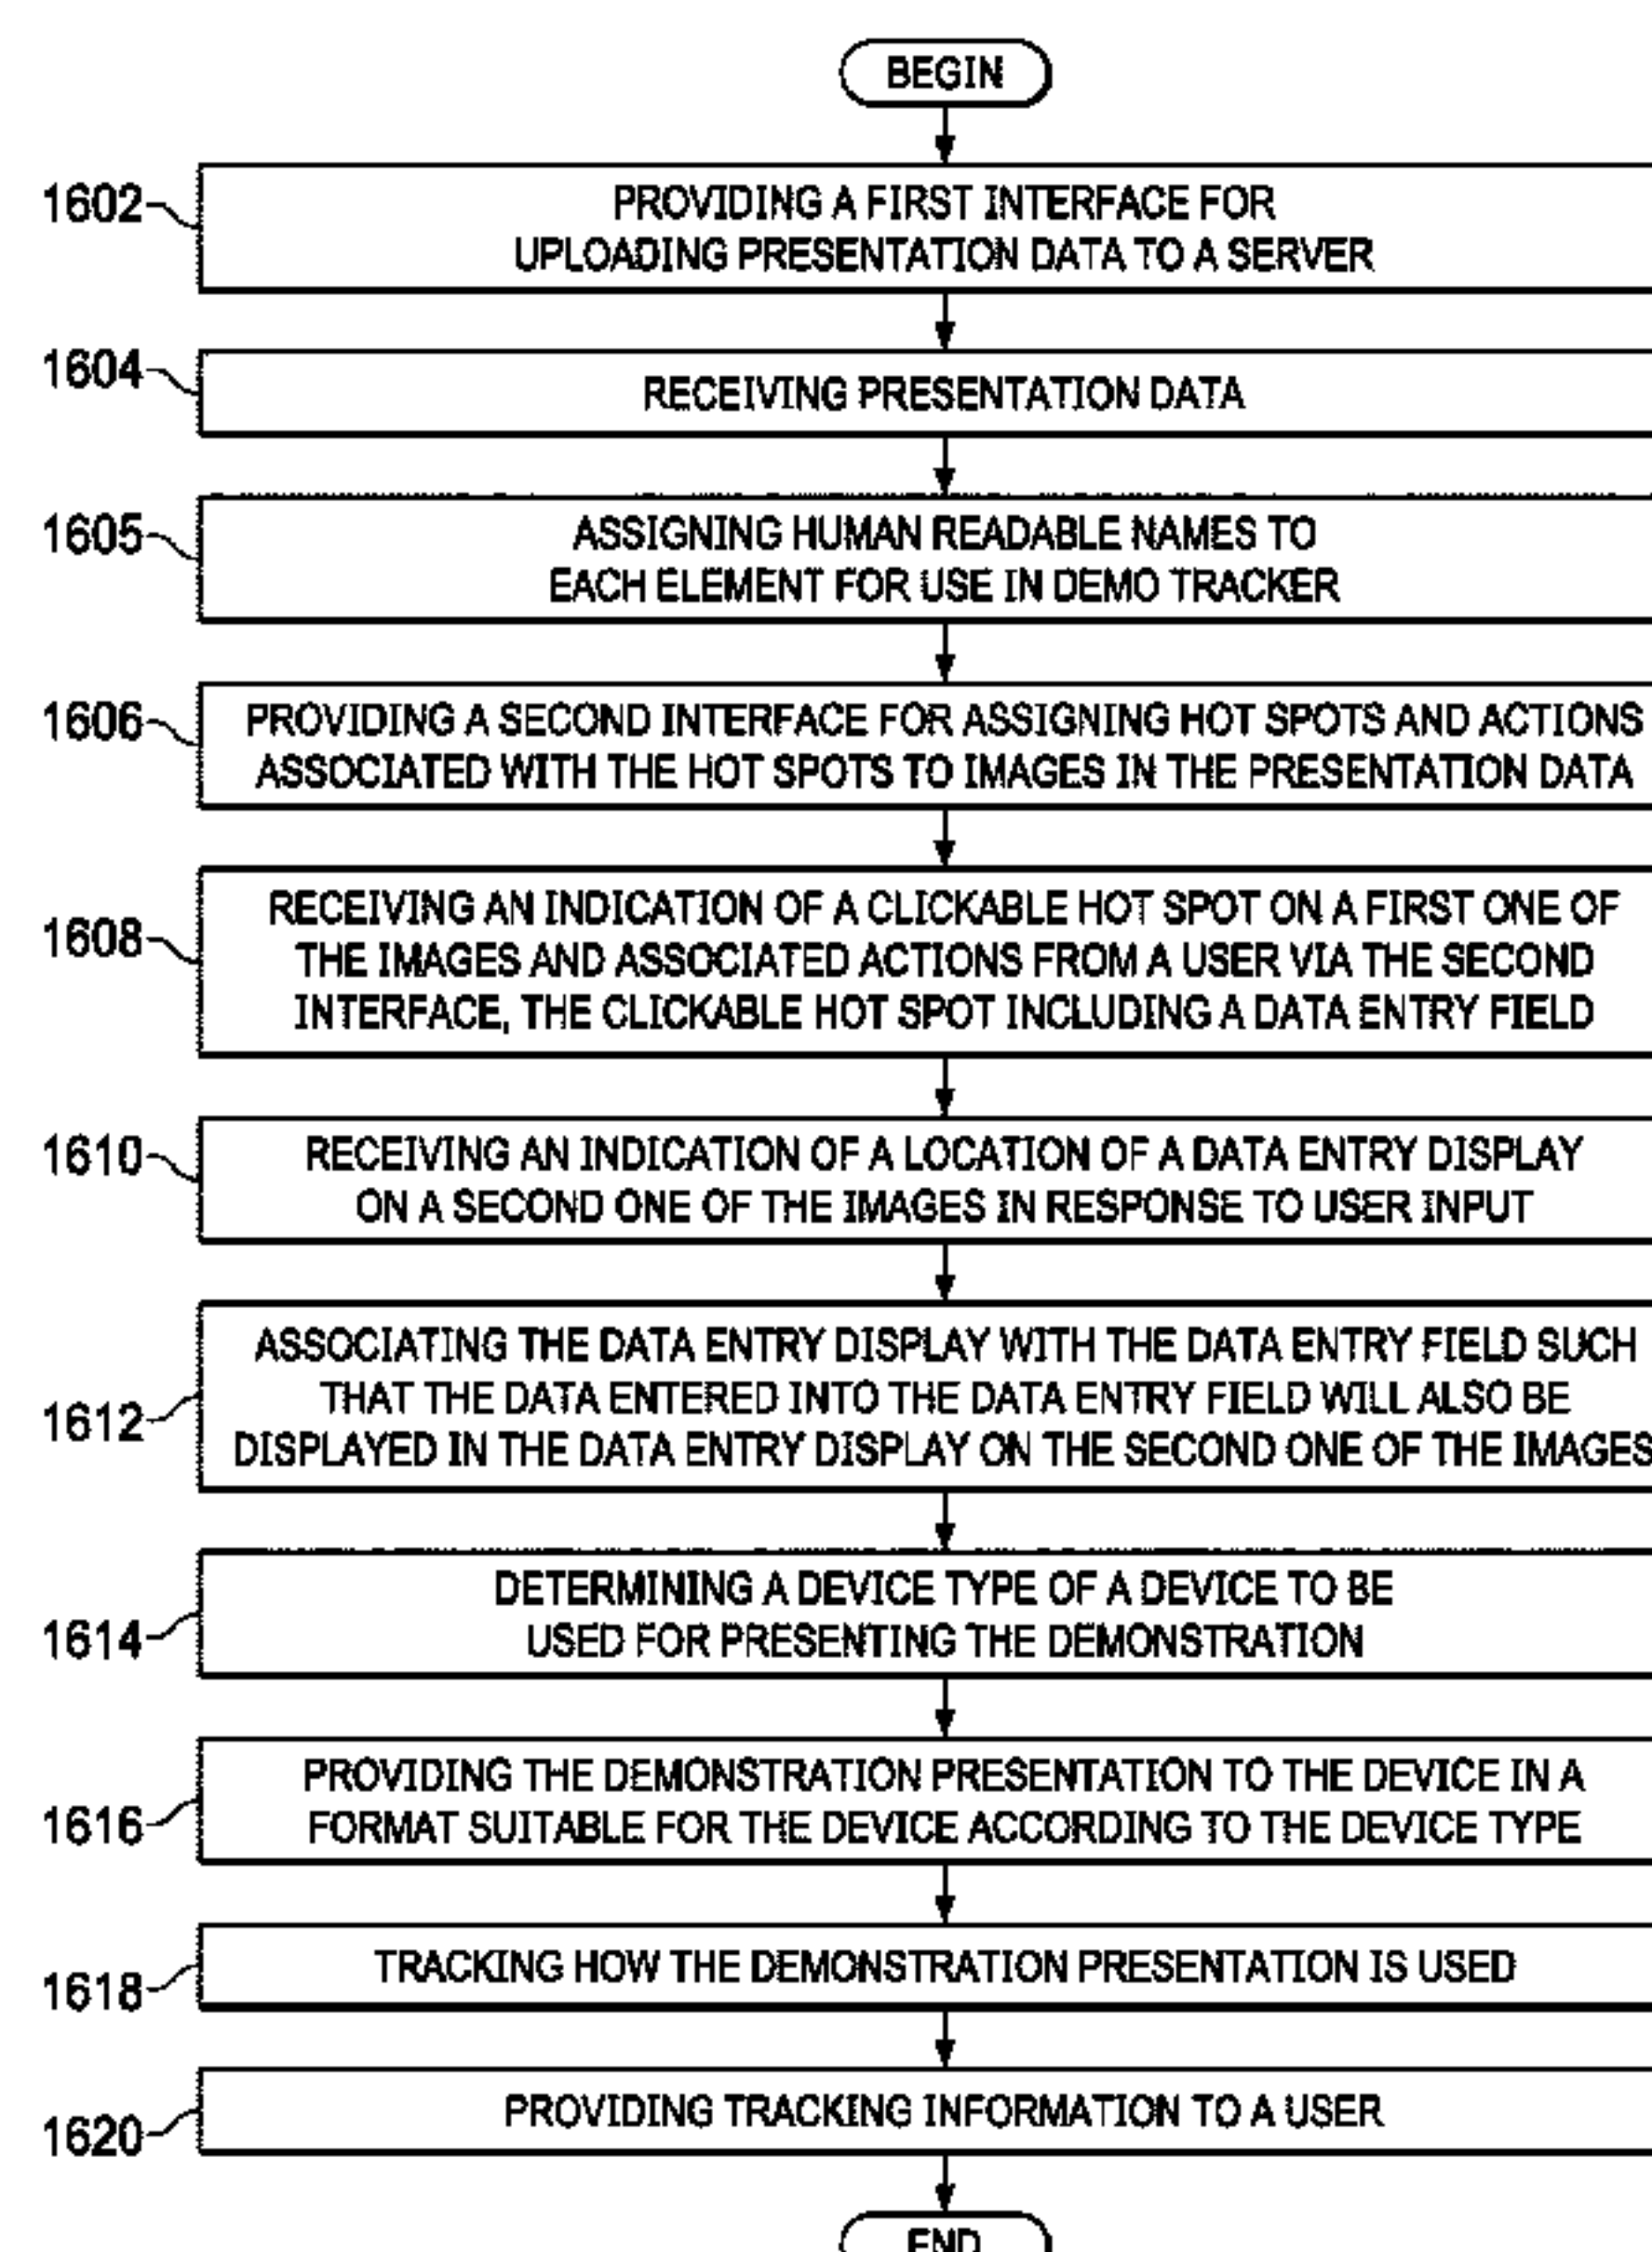 BEGIN
1602
PROVIDING A FIRST INTERFACE FOR
UPLOADING PRESENTATION DATA TO A SERVER
1604
RECEIVING PRESENTATION DATA
1605
ASSIGNING HUMAN READABLE NAMES TO
EACH ELEMENT FOR USE IN DEMO TRACKER
1606
PROVIDING A SECOND INTERFACE FOR ASSIGNING HOT SPOTS AND ACTIONS
ASSOCIATED WITH THE HOT SPOTS TO IMAGES IN THE PRESENTATION DATA
1608
RECEIVING AN INDICATION OF A CLICKABLE HOT SPOT ON A FIRST ONE OF
THE IMAGES AND ASSOCIATED ACTIONS FROM A USER VIA THE SECOND
INTERFACE, THE CLICKABLE HOT SPOT INCLUDING A DATA ENTRY FIELD
1610
RECEIVING AN INDICATION OF A LOCATION OF A DATA ENTRY DISPLAY
ON A SECOND ONE OF THE IMAGES IN RESPONSE TO USER INPUT
1612
ASSOCIATING THE DATA ENTRY DISPLAY WITH THE DATA ENTRY FIELD SUCH
THAT THE DATA ENTERED INTO THE DATA ENTRY FIELD WILL ALSO BE
DISPLAYED IN THE DATA ENTRY DISPLAY ON THE SECOND ONE OF THE IMAGES
1614
DETERMINING A DEVICE TYPE OF A DEVICE TO BE
USED FOR PRESENTING THE DEMONSTRATION
1616
PROVIDING THE DEMONSTRATION PRESENTATION TO THE DEVICE IN A
FORMAT SUITABLE FOR THE DEVICE ACCORDING TO THE DEVICE TYPE
1618
TRACKING HOW THE DEMONSTRATION PRESENTATION IS USED
1620
PROVIDING TRACKING INFORMATION TO A USER
END